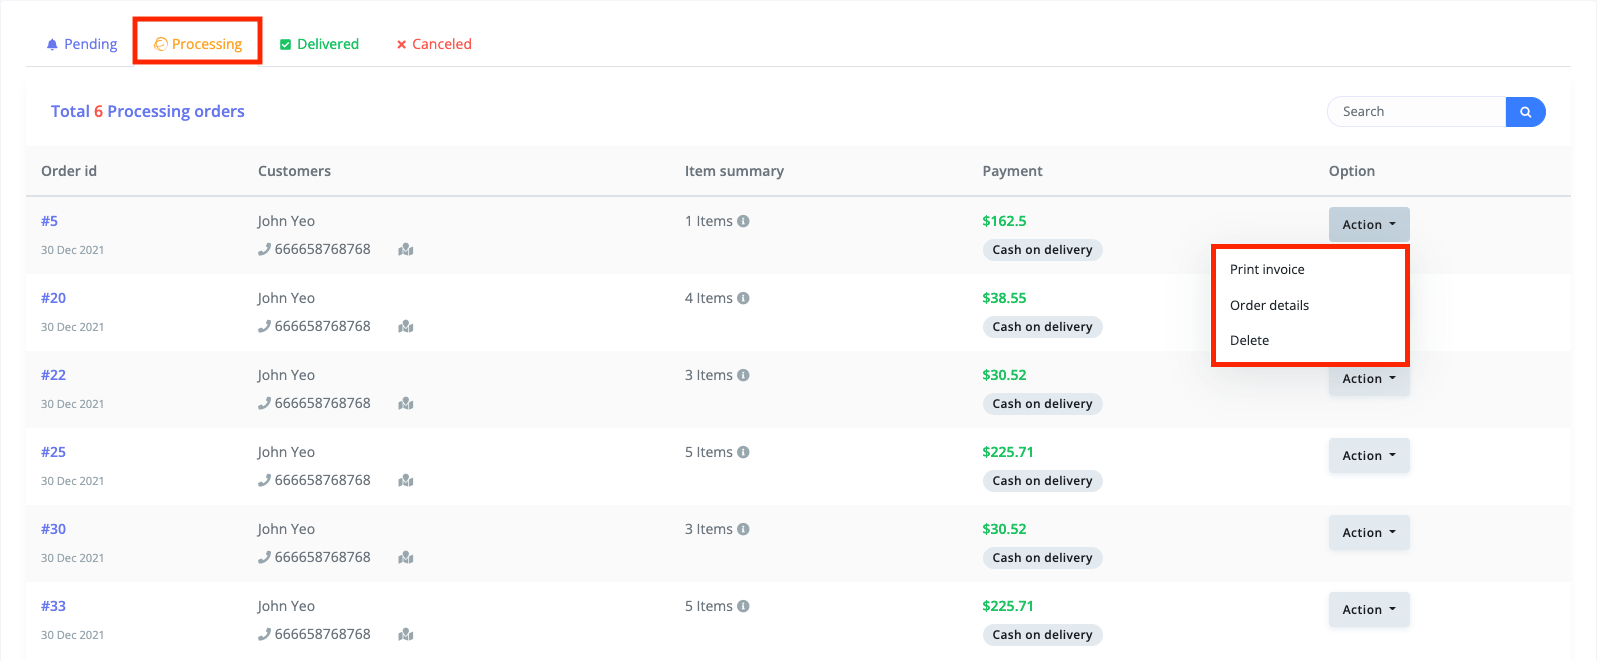 Pending Processing Delivered Canceled
Total 6 Processing orders
Search
Order id Customers Item summary Payment Option
#5 John Yeo 1 Items $162.5 Action
30 Dec 2021 666658768768 Cash on delivery
Print invoice
#20 John Yeo 4 Items $38.55 Order details
30 Dec 2021 666658768768 Cash on delivery
Delete
#22 John Yeo 3 Items $30.52 Action
30 Dec 2021 666658768768 Cash on delivery
#25 John Yeo 5 Items $225.71 Action
30 Dec 2021 666658768768 Cash on delivery
#30 John Yeo 3 Items $30.52 Action
30 Dec 2021 666658768768 Cash on delivery
#33 John Yeo 5 Items $225.71 Action
30 Dec 2021 666658768768 Cash on delivery